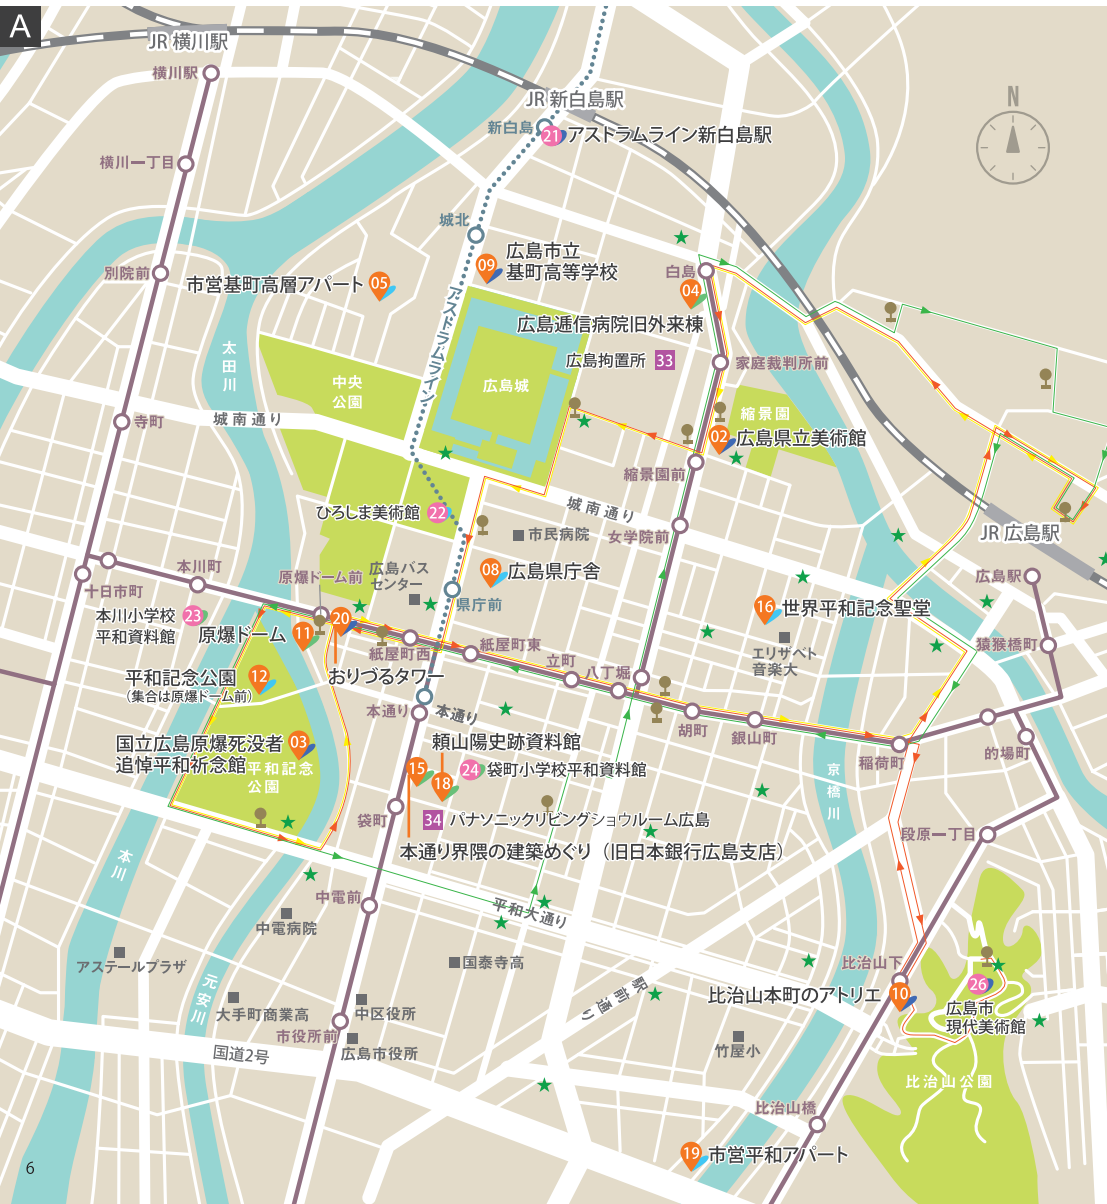 A
JR 横川駅
横川駅
JR 新白島駅
新白島
21
アストラムライン新白島駅
N
横川一丁目
城北
09
広島市立
基町高等学校
別院前
市営基町高層アパート
05
白島
04
広島逓信病院旧外来棟
アストラムライン
太田川
中央
公園
広島城
広島拘置所
33
家庭裁判所前
縮景園
寺町
城南通り
02
広島県立美術館
縮景園前
ひろしま美術館
22
城南通り
市民病院
女学院前
JR 広島駅
本川町
原爆ドーム前
広島バス
センター
08
広島県庁舎
県庁前
十日市町
広島駅
本川小学校
平和資料館
23
原爆ドーム
11
20
16
世界平和記念聖堂
紙屋町西
紙屋町東
エリザベト
音楽大
猿猴橋町
平和記念公園
(集合は原爆ドーム前)
12
おりづるタワー
立町
八丁堀
本通り
本通り
胡町
銀山町
稲荷町
的場町
国立広島原爆死没者
追悼平和祈念館
03
平和記念
公園
頼山陽史跡資料館
15
18
24
袋町小学校平和資料館
京橋川
袋町
34
パナソニックリビングショウルーム広島
段原一丁目
本通り界隈の建築めぐり（旧日本銀行広島支店）
本川
中電前
平和大通り
中電病院
アステールプラザ
国泰寺高
比治山下
元安川
大手町商業高
中区役所
駅前通り
比治山本町のアトリエ
10
26
広島市
現代美術館
市役所前
広島市役所
国道2号
竹屋小
比治山公園
比治山橋
19
市営平和アパート
6